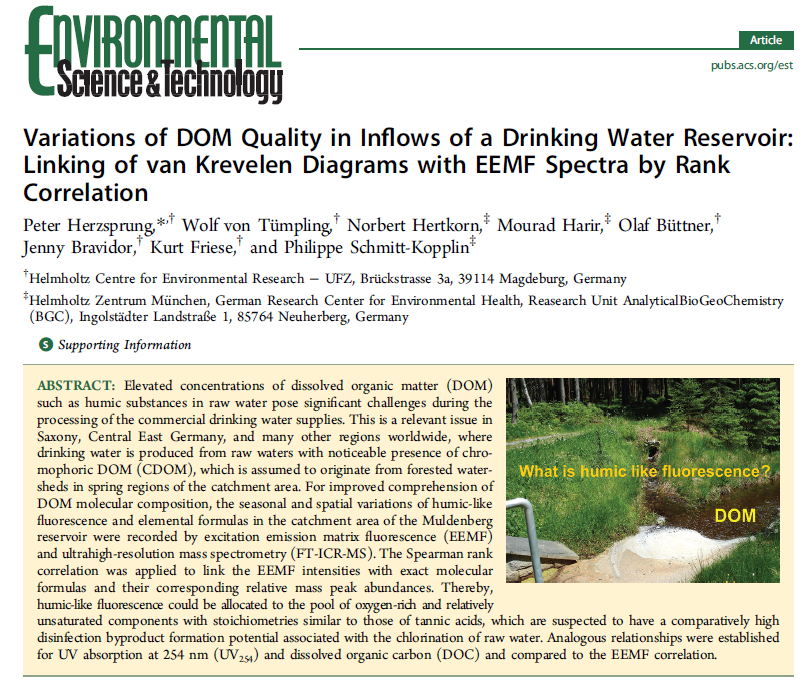 ENVIRONMENTAL
Science & Technology
Article
pubs.acs.org/est
Variations of DOM Quality in Inflows of a Drinking Water Reservoir:
Linking of van Krevelen Diagrams with EEMF Spectra by Rank
Correlation
Peter Herzsprung,*,† Wolf von Tümpling,† Norbert Hertkorn,‡ Mourad Harir,‡ Olaf Büttner,†
Jenny Bravidor,† Kurt Friese,† and Philippe Schmitt-Kopplin‡
†Helmholtz Centre for Environmental Research − UFZ, Brückstrasse 3a, 39114 Magdeburg, Germany
‡Helmholtz Zentrum München, German Research Center for Environmental Health, Reasearch Unit AnalyticalBioGeoChemistry
(BGC), Ingolstädter Landstraße 1, 85764 Neuherberg, Germany
S Supporting Information
ABSTRACT: Elevated concentrations of dissolved organic matter (DOM)
such as humic substances in raw water pose significant challenges during the
processing of the commercial drinking water supplies. This is a relevant issue in
Saxony, Central East Germany, and many other regions worldwide, where
drinking water is produced from raw waters with noticeable presence of chro-
mophoric DOM (CDOM), which is assumed to originate from forested water-
sheds in spring regions of the catchment area. For improved comprehension of
DOM molecular composition, the seasonal and spatial variations of humic-like
fluorescence and elemental formulas in the catchment area of the Muldenberg
reservoir were recorded by excitation emission matrix fluorescence (EEMF)
and ultrahigh-resolution mass spectrometry (FT-ICR-MS). The Spearman rank
correlation was applied to link the EEMF intensities with exact molecular
formulas and their corresponding relative mass peak abundances. Thereby,
humic-like fluorescence could be allocated to the pool of oxygen-rich and relatively
unsaturated components with stoichiometries similar to those of tannic acids, which are suspected to have a comparatively high
disinfection byproduct formation potential associated with the chlorination of raw water. Analogous relationships were established
for UV absorption at 254 nm (UV254) and dissolved organic carbon (DOC) and compared to the EEMF correlation.
What is humic like fluorescence?
DOM